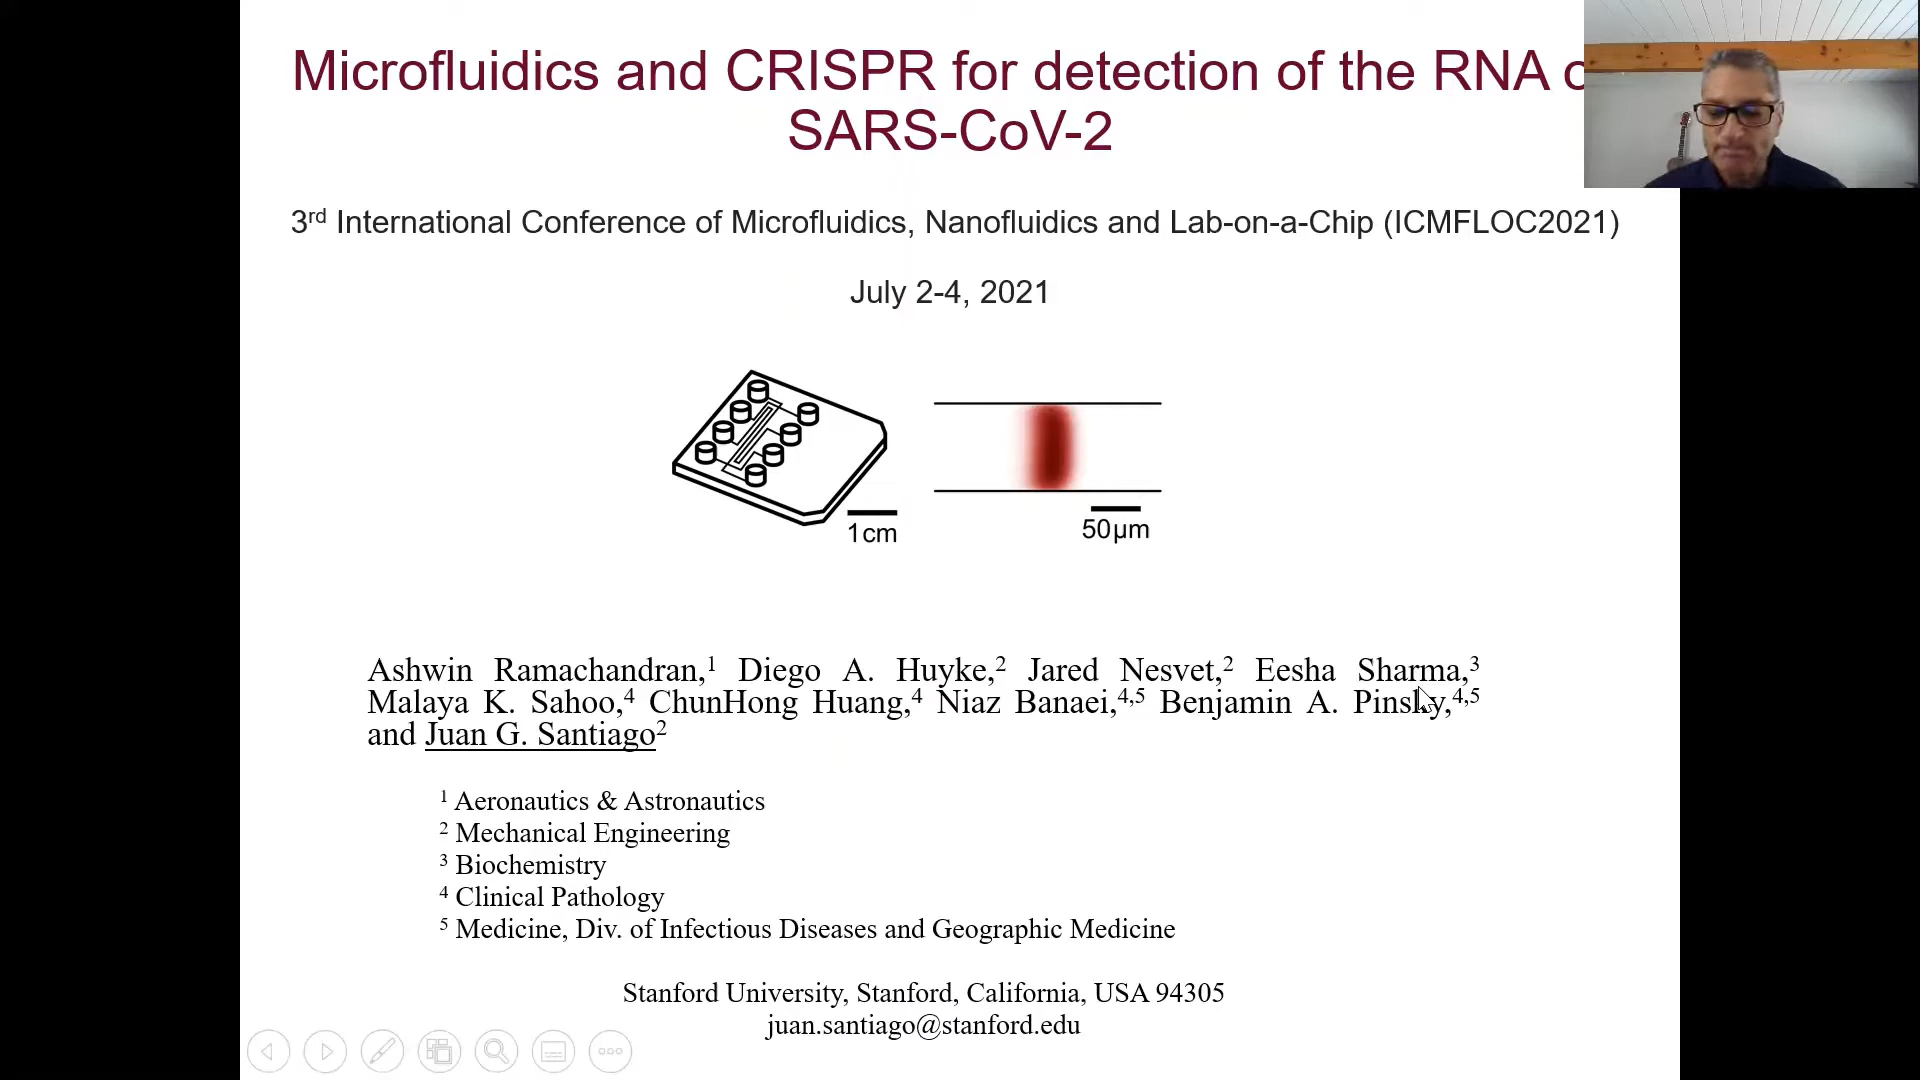 Microfluidics and CRISPR for detection of the RNA
SARS-CoV-2
3rd International Conference of Microfluidics, Nanofluidics and Lab-on-a-Chip (ICMFLOC2021)
July 2-4, 2021
1cm
50µm
Ashwin Ramachandran,1 Diego A. Huyke,2 Jared Nesvet,2 Eesha Sharma,3
Malaya K. Sahoo,4 ChunHong Huang,4 Niaz Banaei,4,5 Benjamin A. Pinsky,4,5
and Juan G. Santiago2
1 Aeronautics & Astronautics
2 Mechanical Engineering
3 Biochemistry
4 Clinical Pathology
5 Medicine, Div. of Infectious Diseases and Geographic Medicine
Stanford University, Stanford, California, USA 94305
juan.santiago@stanford.edu